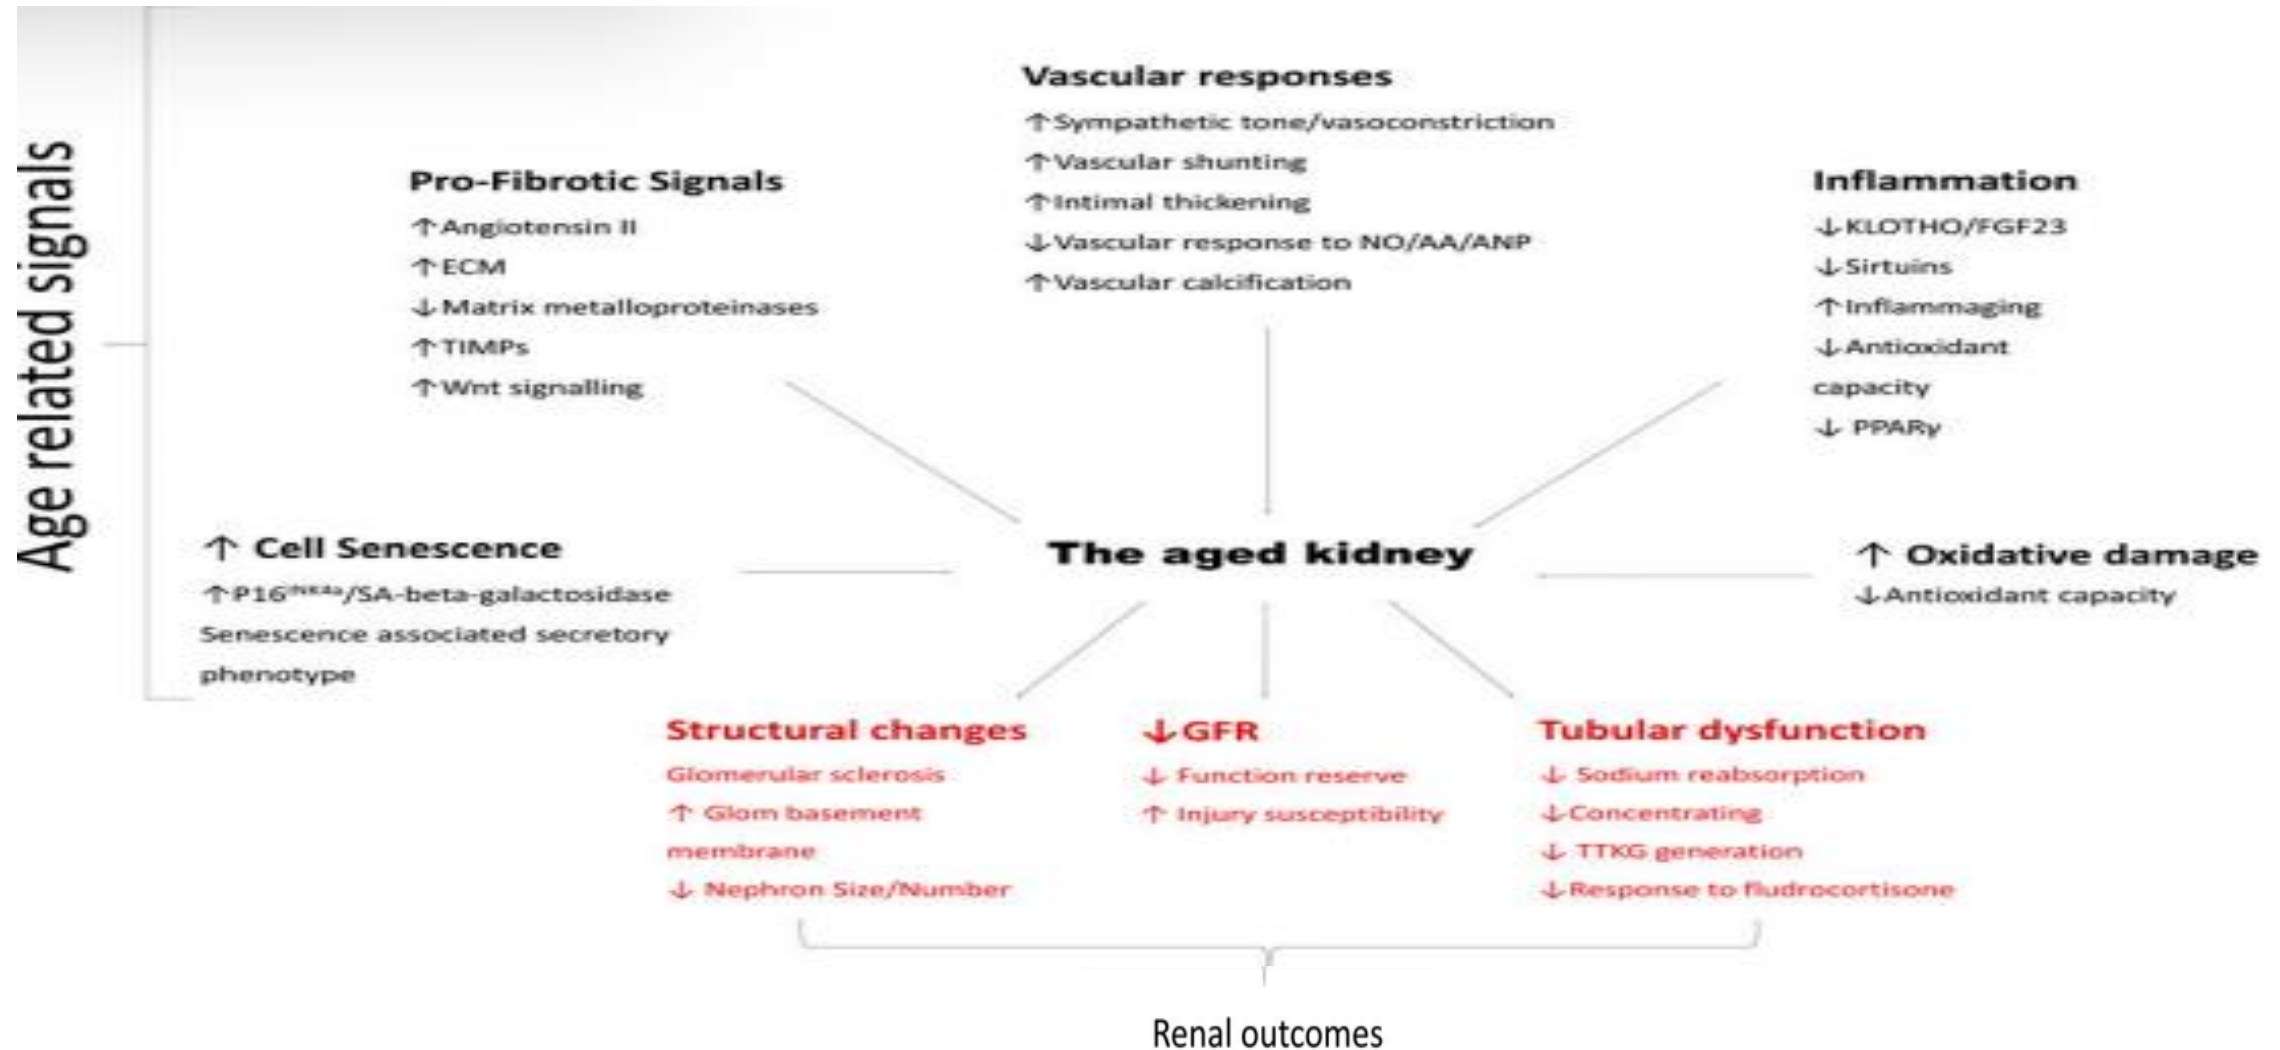 Age related signals
Vascular responses
↑Sympathetic tone/vasoconstriction
↑Vascular shunting
↑Intimal thickening
↓Vascular response to NO/AA/ANP
↑Vascular calcification
Pro-Fibrotic Signals
↑Angiotensin II
↑ECM
↓Matrix metalloproteinases
↑TIMPs
↑Wnt signalling
Inflammation
↓KLOTHO/FGF23
↓Sirtuins
↑Inflammaging
↓Antioxidant
capacity
↓ PPARγ
↑ Cell Senescence
↑P16ᴵᴺᴷ⁴ᵃ/SA-beta-galactosidase
Senescence associated secretory
phenotype
The aged kidney
↑ Oxidative damage
↓Antioxidant capacity
Structural changes
Glomerular sclerosis
↑ Glom basement
membrane
↓ Nephron Size/Number
↓GFR
↓ Function reserve
↑ Injury susceptibility
Tubular dysfunction
↓ Sodium reabsorption
↓Concentrating
↓ TTKG generation
↓Response to fludrocortisone
Renal outcomes